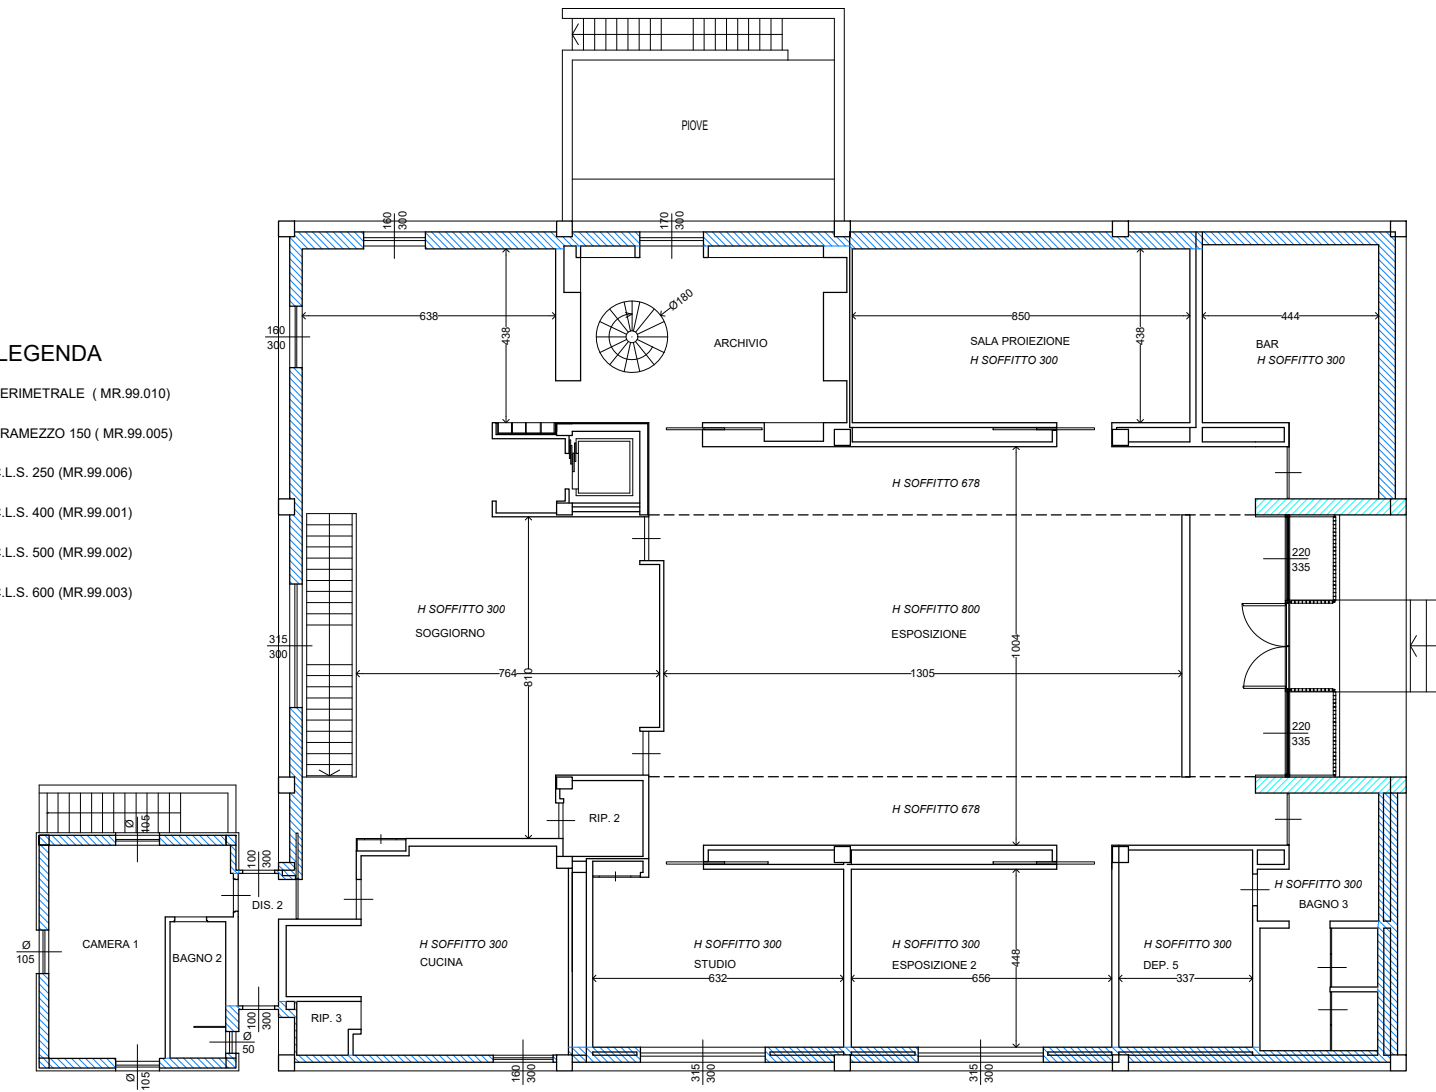 PIOVE
160
300
170
300
638
438
Ø180
ARCHIVIO
850
SALA PROIEZIONE
H SOFFITTO 300
438
444
BAR
H SOFFITTO 300
160
300
LEGENDA
ERIMETRALE ( MR.99.010)
RAMEZZO 150 ( MR.99.005)
C.L.S. 250 (MR.99.006)
C.L.S. 400 (MR.99.001)
C.L.S. 500 (MR.99.002)
C.L.S. 600 (MR.99.003)
H SOFFITTO 678
220
335
H SOFFITTO 300
SOGGIORNO
H SOFFITTO 800
ESPOSIZIONE
315
300
764
810
1305
1004
220
335
H SOFFITTO 678
RIP. 2
Ø
105
100
300
DIS. 2
CAMERA 1
BAGNO 2
Ø
105
H SOFFITTO 300
CUCINA
H SOFFITTO 300
STUDIO
632
H SOFFITTO 300
ESPOSIZIONE 2
656
448
H SOFFITTO 300
DEP. 5
337
H SOFFITTO 300
BAGNO 3
RIP. 3
100
300
Ø
50
Ø
105
160
300
315
300
315
300